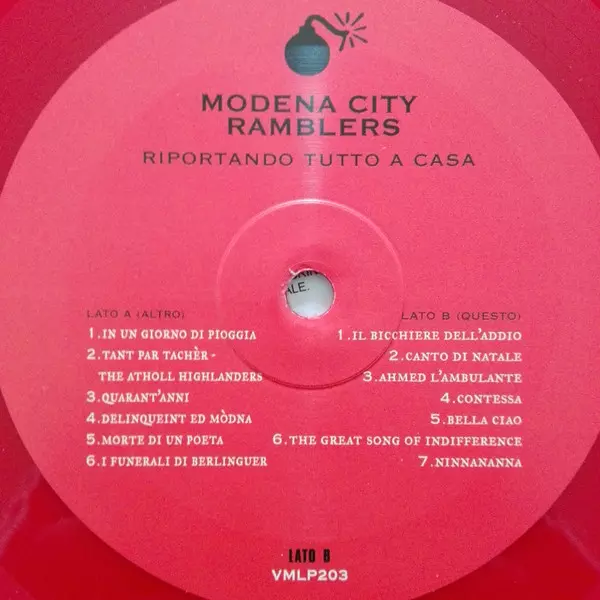 MODENA CITY
RAMBLERS
RIPORTANDO TUTTO A CASA
ALE.
LATO A (ALTRO)
1.IN UN GIORNO DI PIOGGIA
2.TANT PAR TACHÈR -
THE ATHOLL HIGHLANDERS
3.QUARANT'ANNI
4.DELINQUEINT ED MÒDNA
5.MORTE DI UN POETA
6.I FUNERALI DI BERLINGUER
LATO B (QUESTO)
1.IL BICCHIERE DELL'ADDIO
2.CANTO DI NATALE
3.AHMED L'AMBULANTE
4.CONTESSA
5.BELLA CIAO
6.THE GREAT SONG OF INDIFFERENCE
7.NINNANANNA
LATO B
VMLP203